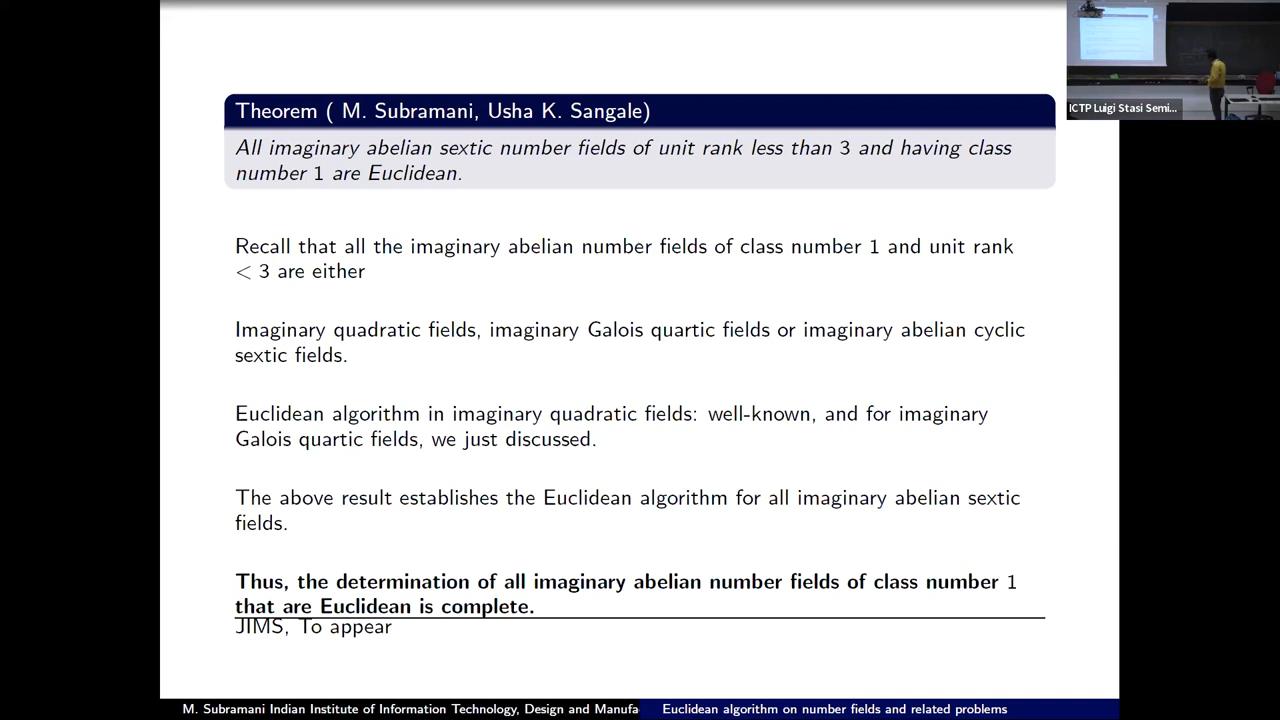 Theorem ( M. Subramani, Usha K. Sangale)
All imaginary abelian sextic number fields of unit rank less than 3 and having class
number 1 are Euclidean.
Recall that all the imaginary abelian number fields of class number 1 and unit rank
< 3 are either
Imaginary quadratic fields, imaginary Galois quartic fields or imaginary abelian cyclic
sextic fields.
Euclidean algorithm in imaginary quadratic fields: well-known, and for imaginary
Galois quartic fields, we just discussed.
The above result establishes the Euclidean algorithm for all imaginary abelian sextic
fields.
Thus, the determination of all imaginary abelian number fields of class number 1
that are Euclidean is complete.
JIMS, To appear
M. Subramani Indian Institute of Information Technology, Design and Manufa
Euclidean algorithm on number fields and related problems
ICTP Luigi Stasi Semi...